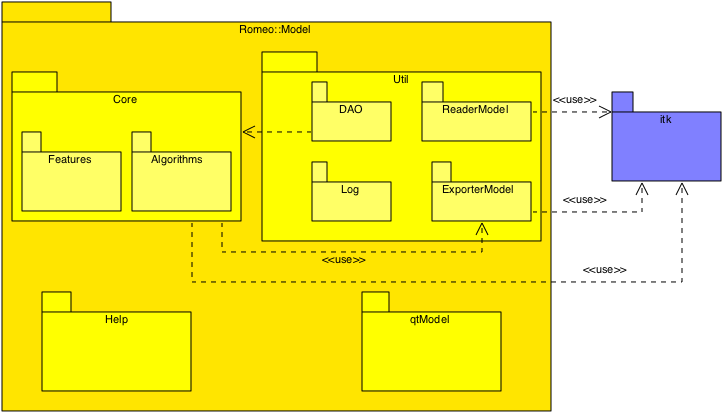 Romeo::Model
Util
Core
<<use>>
DAO
ReaderModel
itk
Features
Algorithms
Log
ExporterModel
<<use>>
<<use>>
<<use>>
Help
qtModel